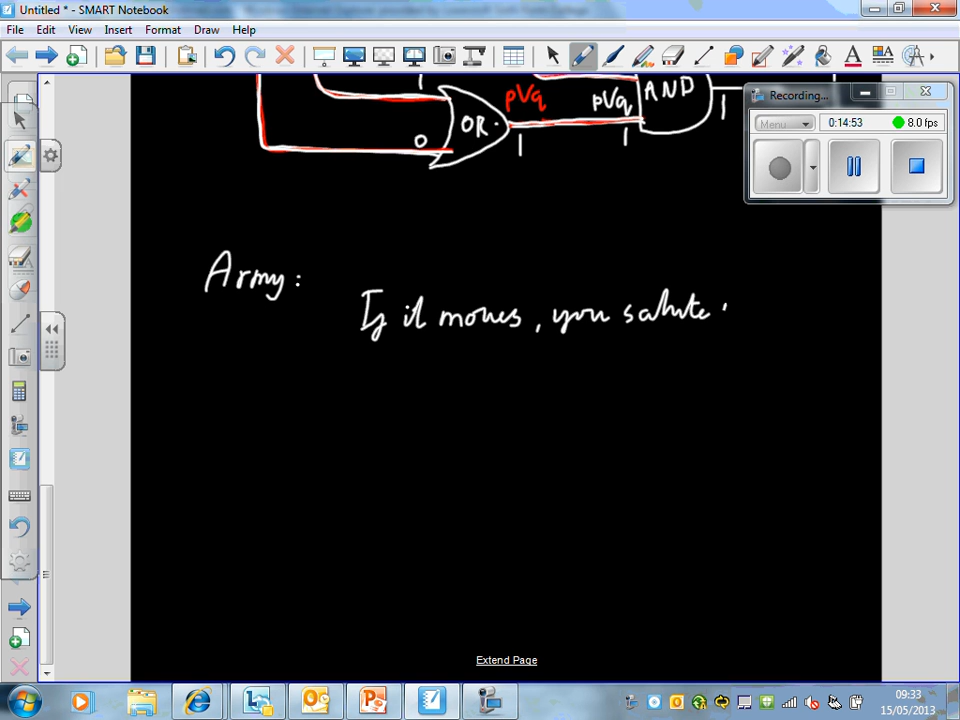 Untitled * - SMART Notebook
File Edit View Insert Format Draw Help
Recording...
Menu
0:14:53
8.0 fps
pVq
pVq
AND
OR
0
1
1
1
Army:
If it moves, you salute
Extend Page
09:33
15/05/2013